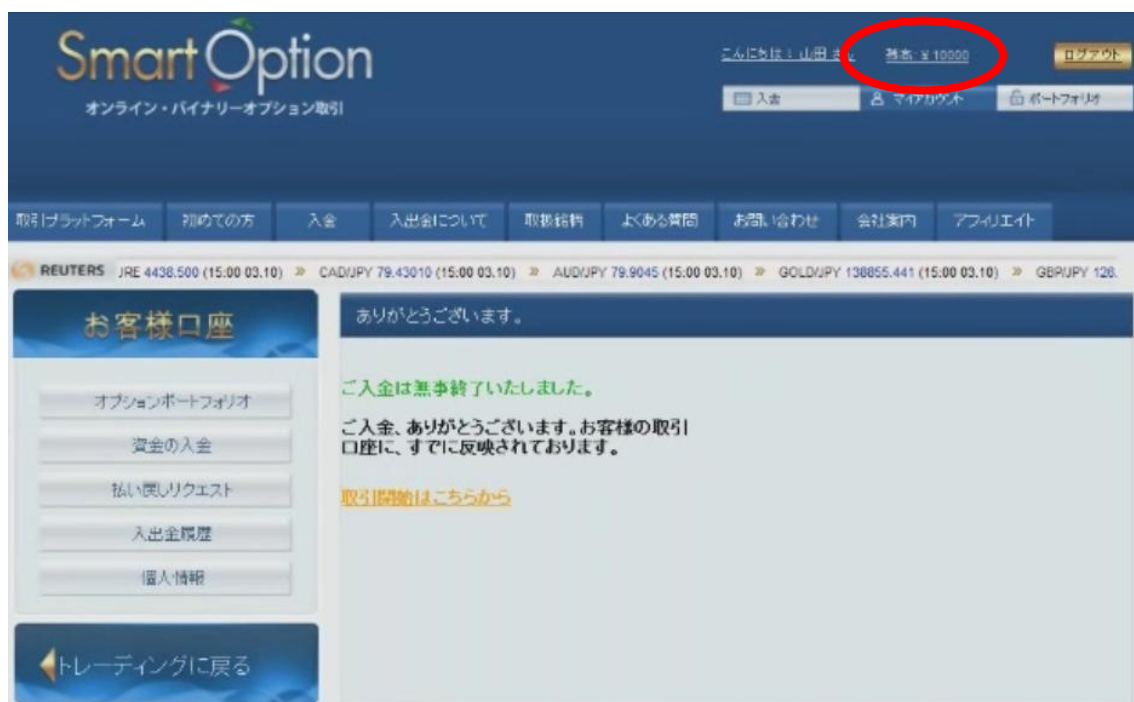 Smart Option
オンライン・バイナリーオプション取引
こんにちは！山田 さん 残高: ¥ 10000 ログアウト
入金 マイアカウント ポートフォリオ
取引プラットフォーム 初めての方 入金 入出金について 取扱銘柄 よくある質問 お問い合わせ 会社案内 アフィリエイト
REUTERS JRE 4438.500 (15:00 03.10) » CAD/JPY 79.43010 (15:00 03.10) » AUD/JPY 79.9045 (15:00 03.10) » GOLD/JPY 138855.441 (15:00 03.10) » GBP/JPY 126.
お客様口座
ありがとうございます。
ご入金は無事終了いたしました。
オプションポートフォリオ
ご入金、ありがとうございます。お客様の取引
口座に、すでに反映されております。
資金の入金
払い戻しリクエスト
取引開始はこちらから
入出金履歴
個人情報
トレーディングに戻る